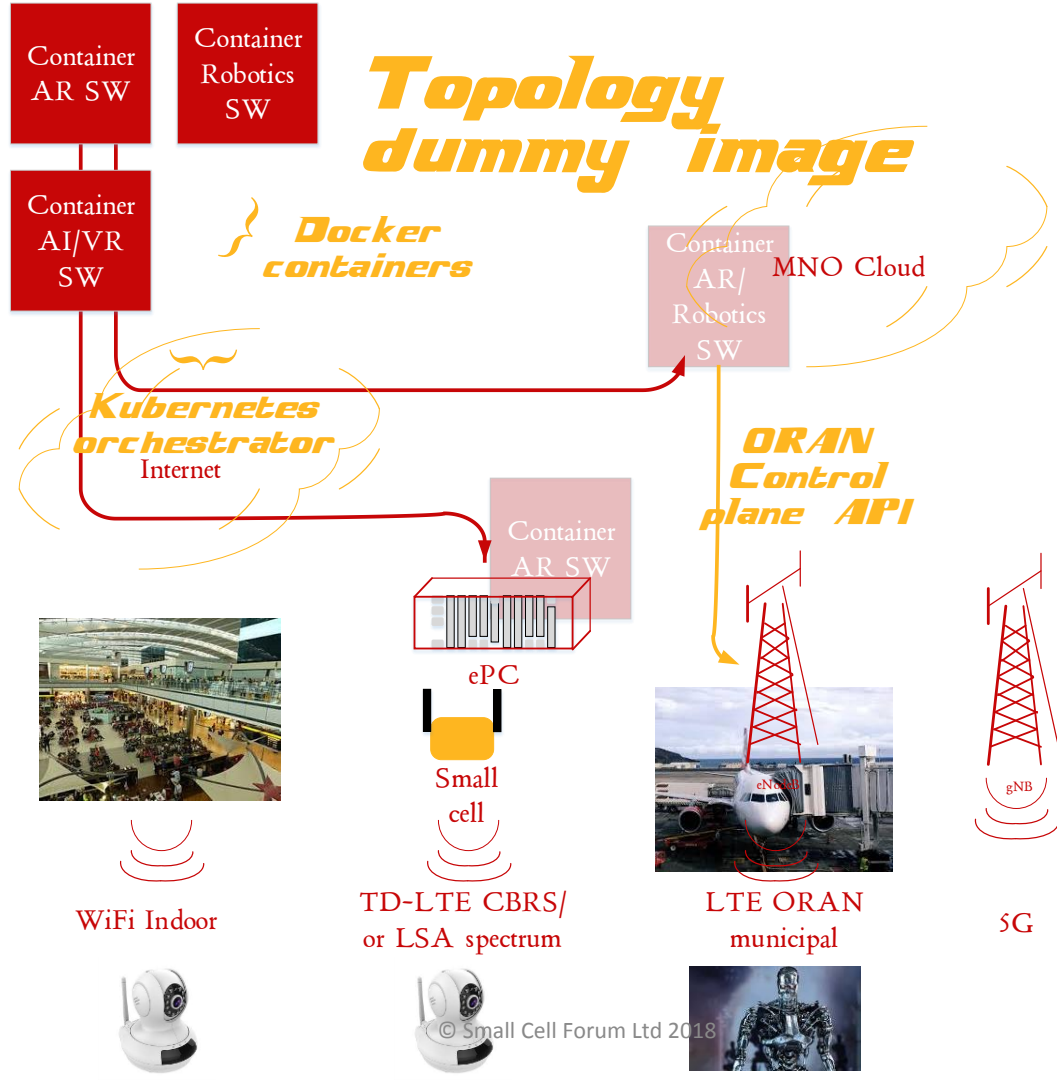 Container
AR SW
Container
Robotics
SW
Topology
dummy image
Container
AI/VR
SW
Docker
containers
Container
AR/
Robotics
SW
MNO Cloud
Kubernetes
orchestrator
Internet
ORAN
Control
plane API
Container
AR SW
ePC
Small
cell
gNB
WiFi Indoor
TD-LTE CBRS/
or LSA spectrum
LTE ORAN
municipal
5G
© Small Cell Forum Ltd 2018